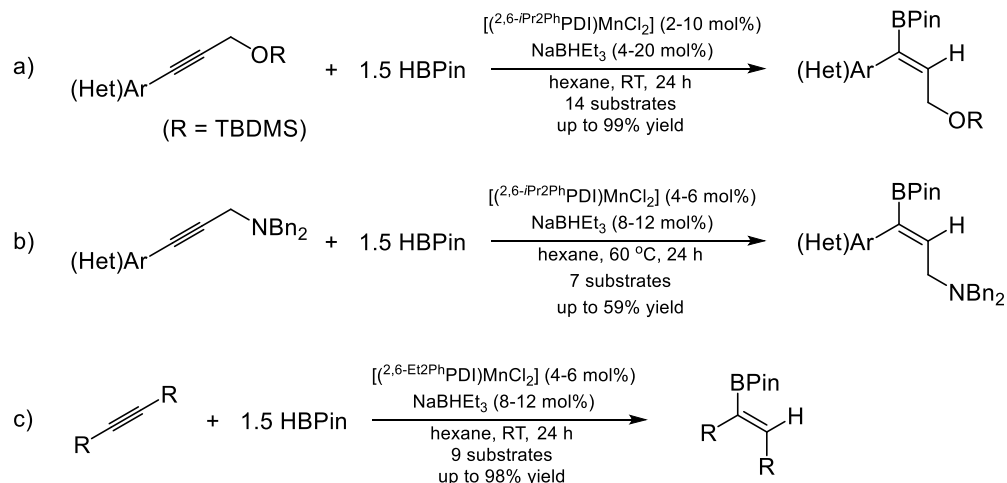 a)
(Het)Ar
OR
(R = TBDMS)
+ 1.5 HBPin
[(2,6-iPr2PhPDI)MnCl2] (2-10 mol%)
NaBHEt3 (4-20 mol%)
hexane, RT, 24 h
14 substrates
up to 99% yield
BPin
(Het)Ar
H
OR
b)
(Het)Ar
NBn2
+ 1.5 HBPin
[(2,6-iPr2PhPDI)MnCl2] (4-6 mol%)
NaBHEt3 (8-12 mol%)
hexane, 60 oC, 24 h
7 substrates
up to 59% yield
BPin
(Het)Ar
H
NBn2
c)
R
R
+ 1.5 HBPin
[(2,6-Et2PhPDI)MnCl2] (4-6 mol%)
NaBHEt3 (8-12 mol%)
hexane, RT, 24 h
9 substrates
up to 98% yield
BPin
R
H
R